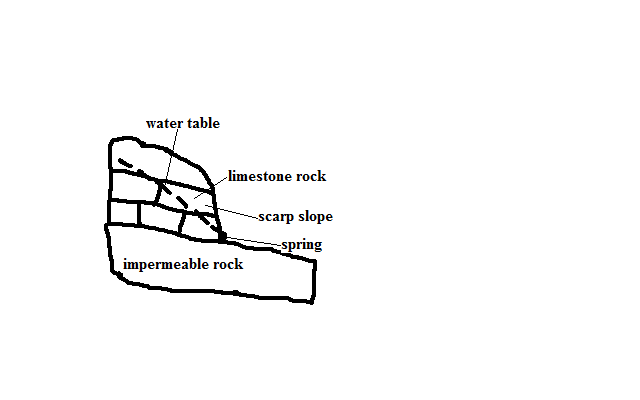 water table
limestone rock
scarp slope
spring
impermeable rock